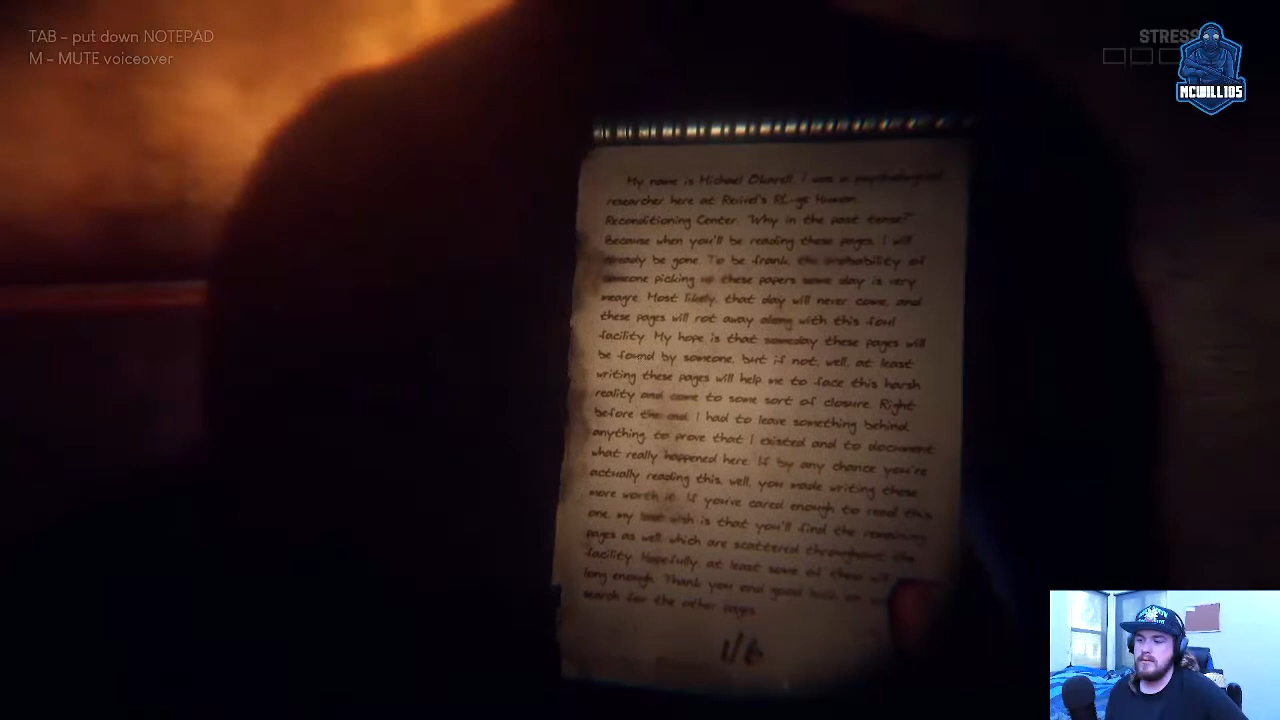 TAB - put down NOTEPAD
M - MUTE voiceover
STRESS
MCWILL105
My name is Michael I was a psychological
researcher here at Rerivel's RL-gs Human
Reconditioning Center. "Why in the past tense?"
Because when you'll be reading these pages, I will
already be gone. To be frank, the probability of
someone picking up these papers some day is very
meagre. Most likely, that day will never come, and
these pages will rot away along with this foul
facility. My hope is that someday these pages will
be found by someone, but if not, well, at least
writing these pages will help me to face this harsh
reality and come to some sort of closure. Right
before the end, I had to leave something behind,
anything to prove that I existed and to document
what really happened here. If by any chance you're
actually reading this, well, you made writing these
more worth it. If you've cared enough to read this
one, my last wish is that you'll find the remaining
pages as well, which are scattered throughout the
facility. Hopefully, at least some of them will
long enough. Thank you and good luck on
search for the other pages.
1/6